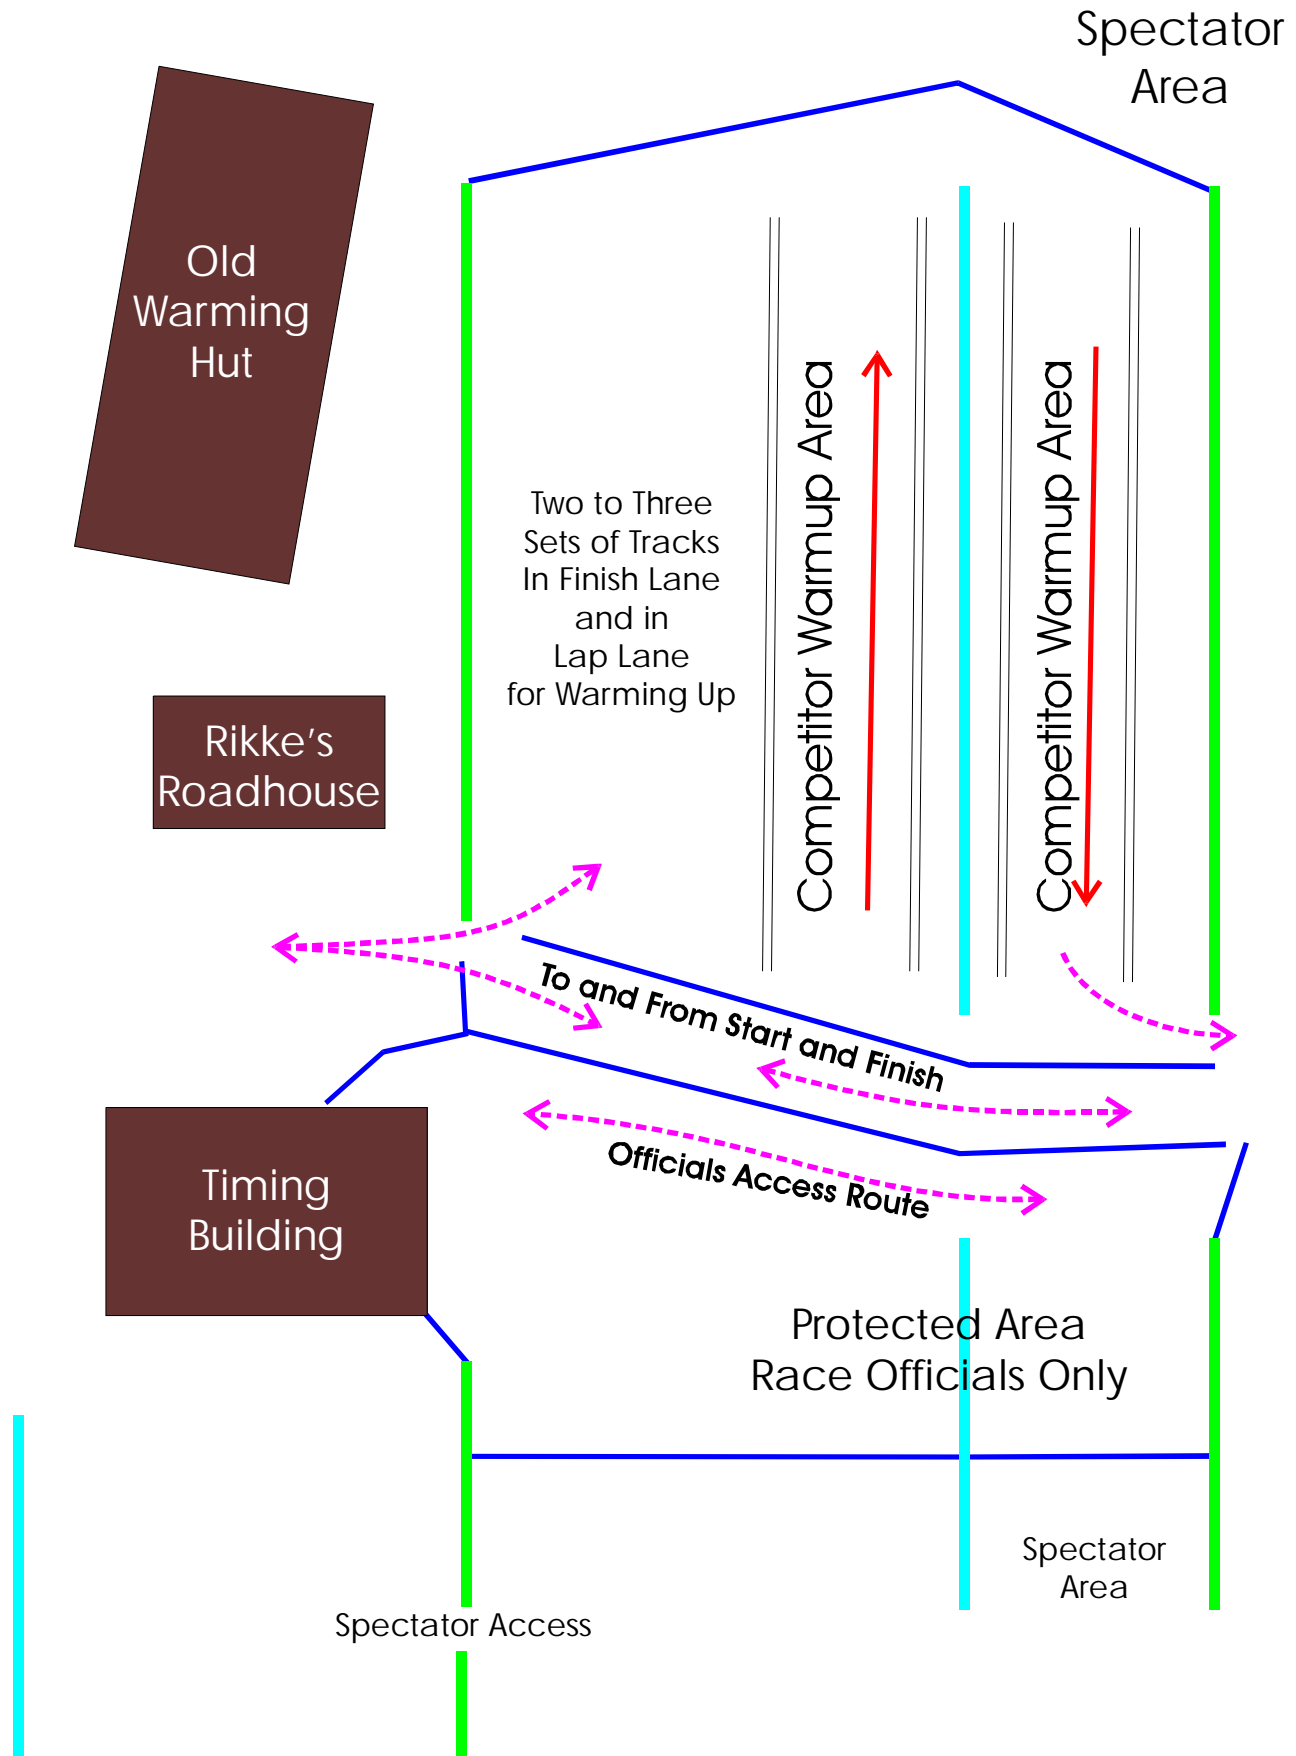 Spectator
Area
Old
Warming
Hut
Competitor Warmup Area
Competitor Warmup Area
Two to Three
Sets of Tracks
In Finish Lane
and in
Lap Lane
for Warming Up
Rikke's
Roadhouse
To and From Start and Finish
Officials Access Route
Timing
Building
Protected Area
Race Officials Only
Spectator
Area
Spectator Access